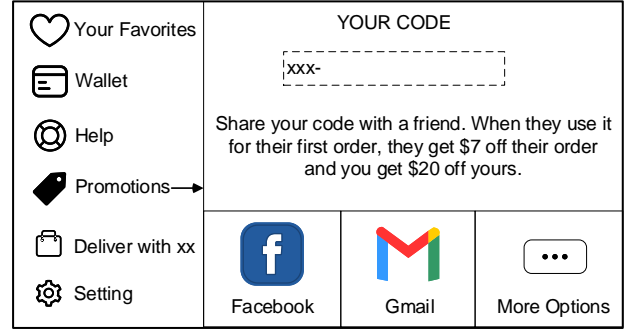 Your Favorites
Wallet
Help
Promotions
Deliver with xx
Setting
YOUR CODE
xxx-
Share your code with a friend. When they use it
for their first order, they get $7 off their order
and you get $20 off yours.
Facebook
Gmail
More Options